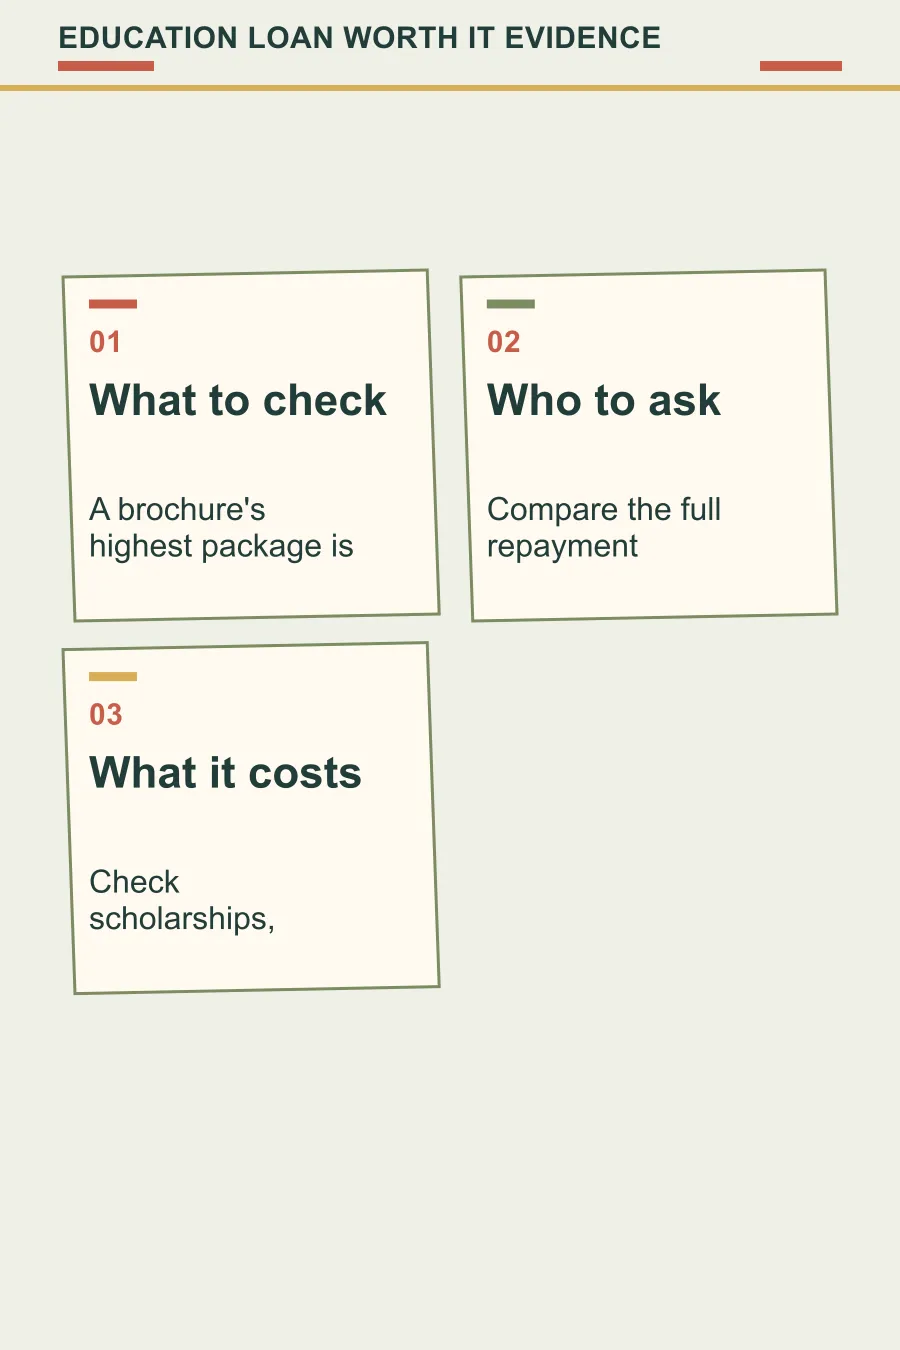 EDUCATION LOAN WORTH IT EVIDENCE
01
What to check
A brochure's
highest package is
02
Who to ask
Compare the full
repayment
03
What it costs
Check
scholarships,